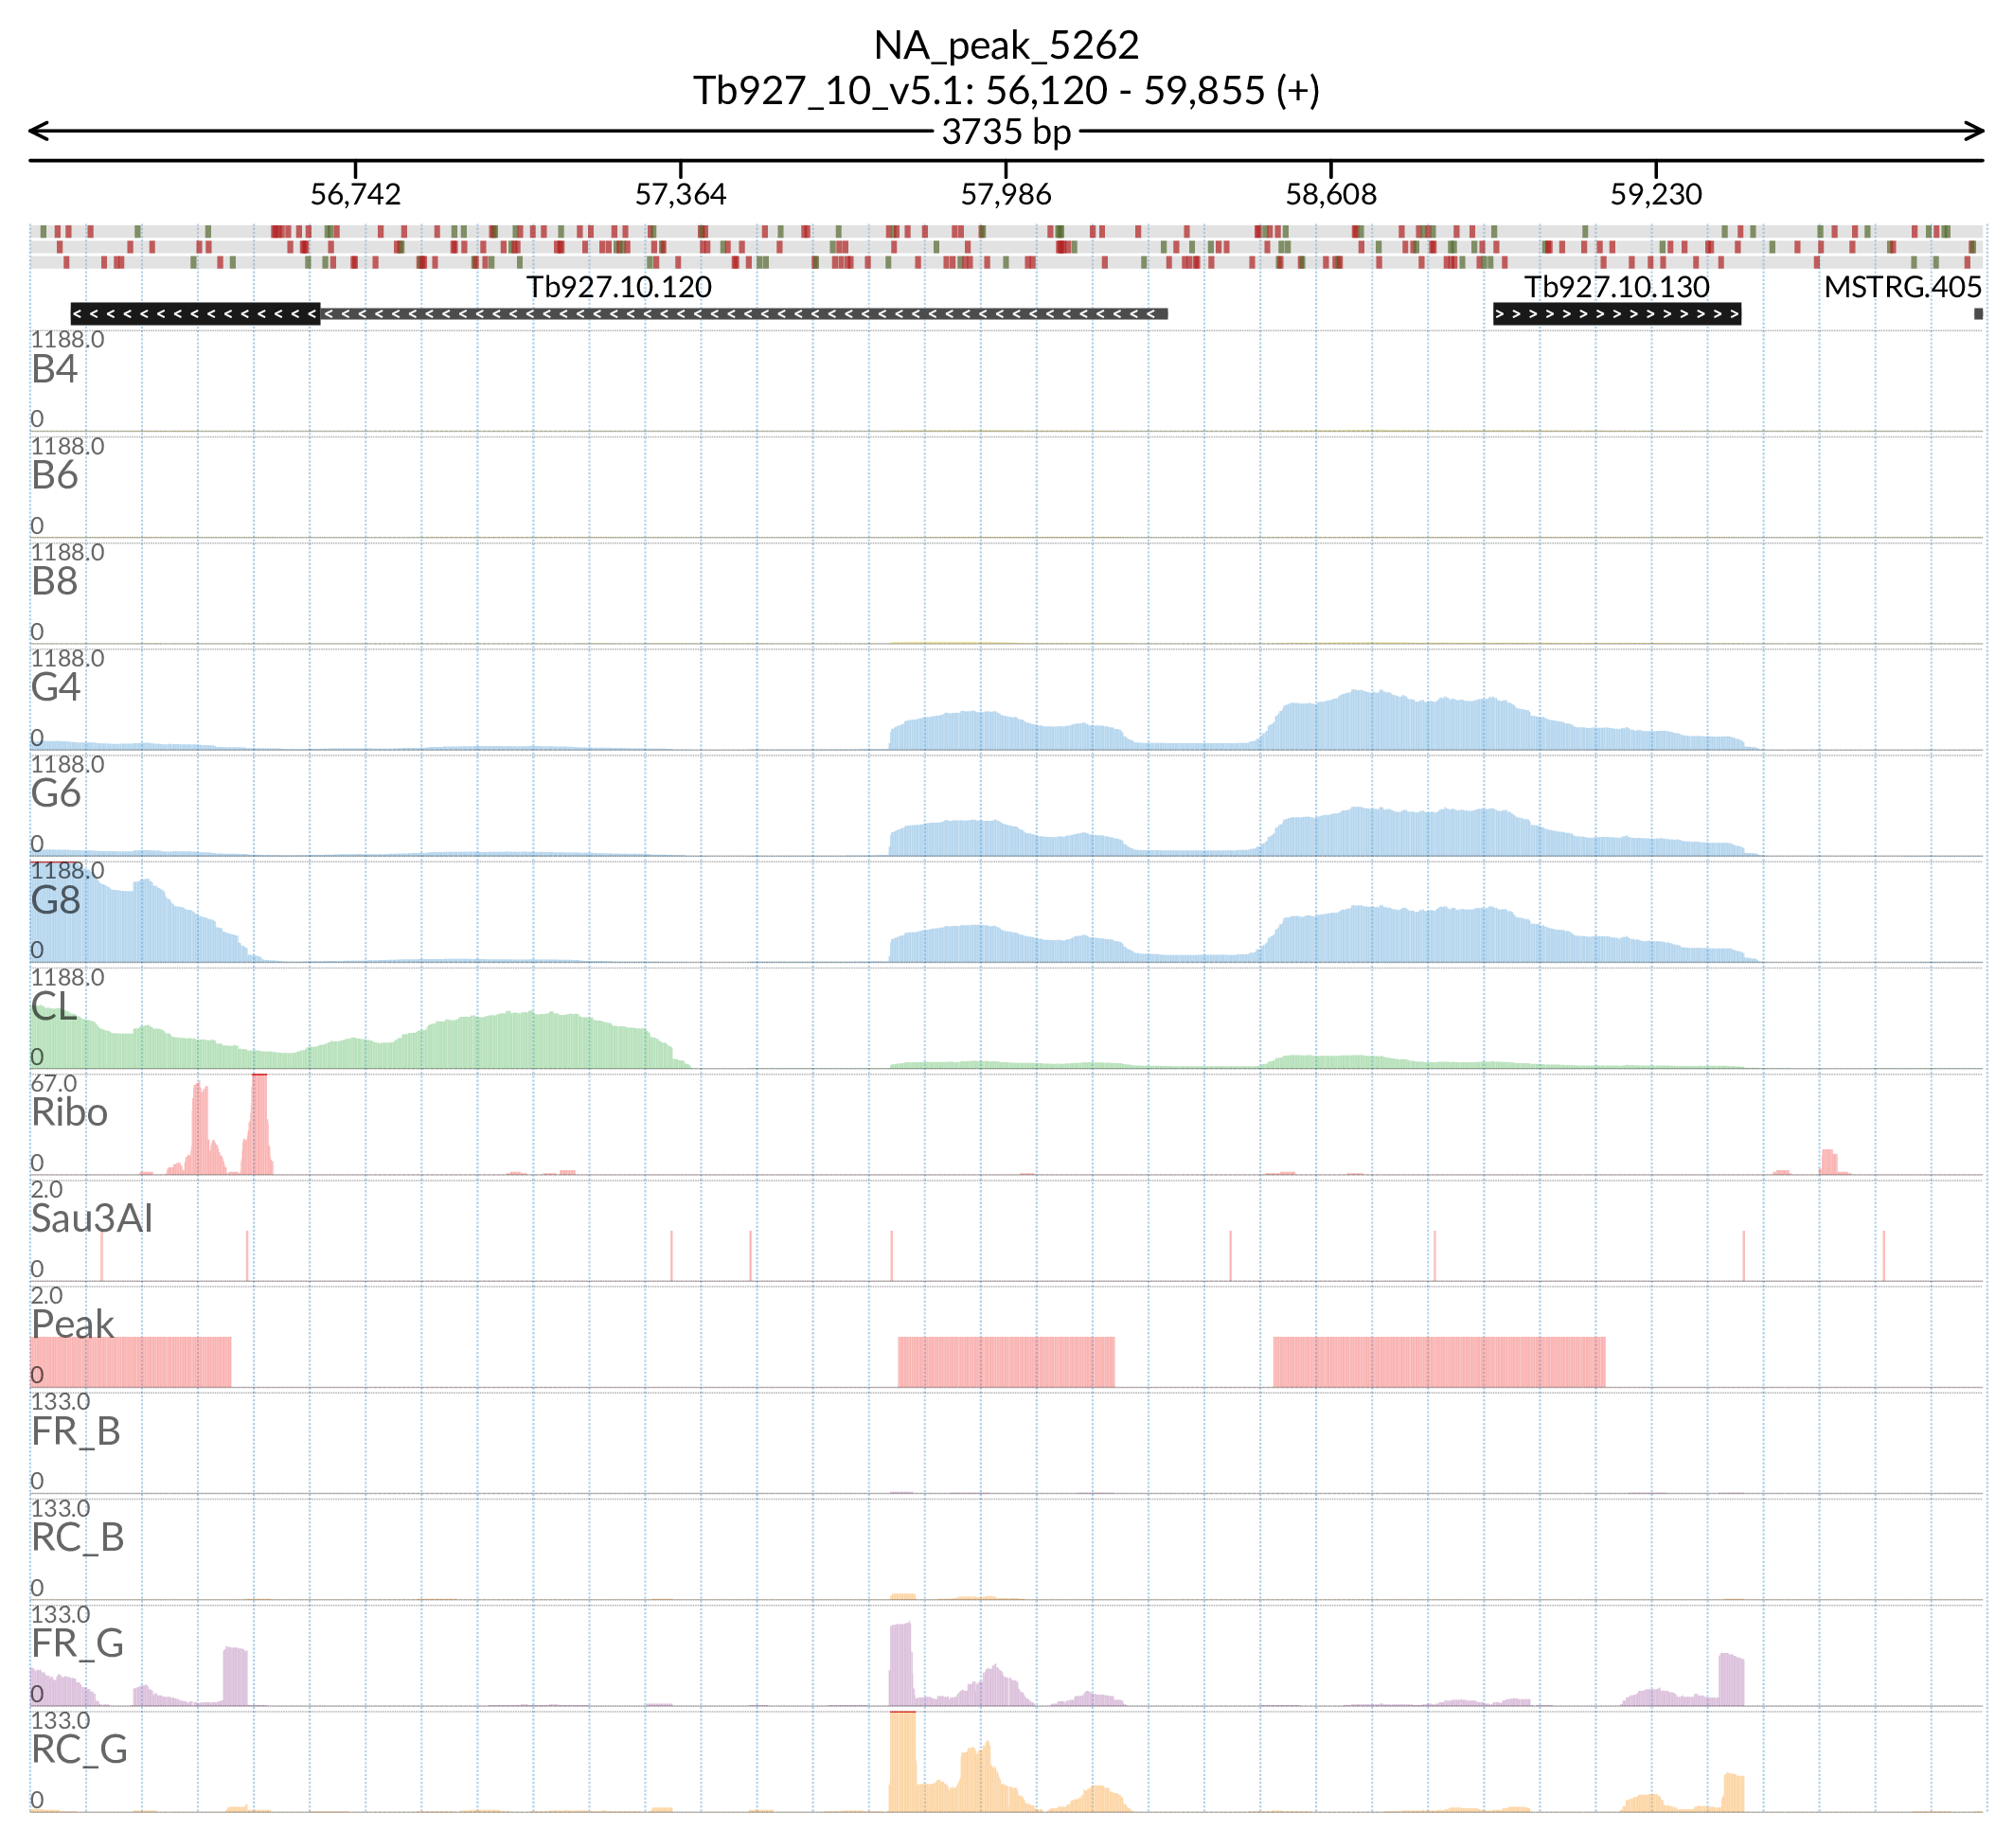 NA_peak_5262
Tb927_10_v5.1: 56,120 - 59,855 (+)
3735 bp
56,742 57,364 57,986 58,608 59,230
Tb927.10.120 Tb927.10.130 MSTRG.405
1188.0
B4
0
1188.0
B6
0
1188.0
B8
0
1188.0
G4
0
1188.0
G6
0
1188.0
G8
0
1188.0
CL
0
67.0
Ribo
0
2.0
Sau3AI
0
2.0
Peak
0
133.0
FR_B
0
133.0
RC_B
0
133.0
FR_G
0
133.0
RC_G
0